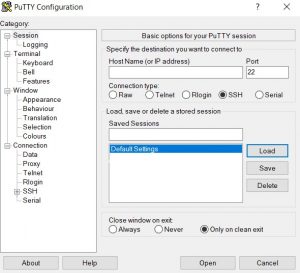 PuTTY Configuration
Category:
Session
Logging
Terminal
Keyboard
Bell
Features
Window
Appearance
Behaviour
Translation
Selection
Colours
Connection
Data
Proxy
Telnet
Rlogin
SSH
Serial
Basic options for your PuTTY session
Specify the destination you want to connect to
Host Name (or IP address) Port
22
Connection type:
Raw Telnet Rlogin SSH Serial
Load, save or delete a stored session
Saved Sessions
Default Settings
Load
Save
Delete
Close window on exit:
Always Never Only on clean exit
About Help Open Cancel